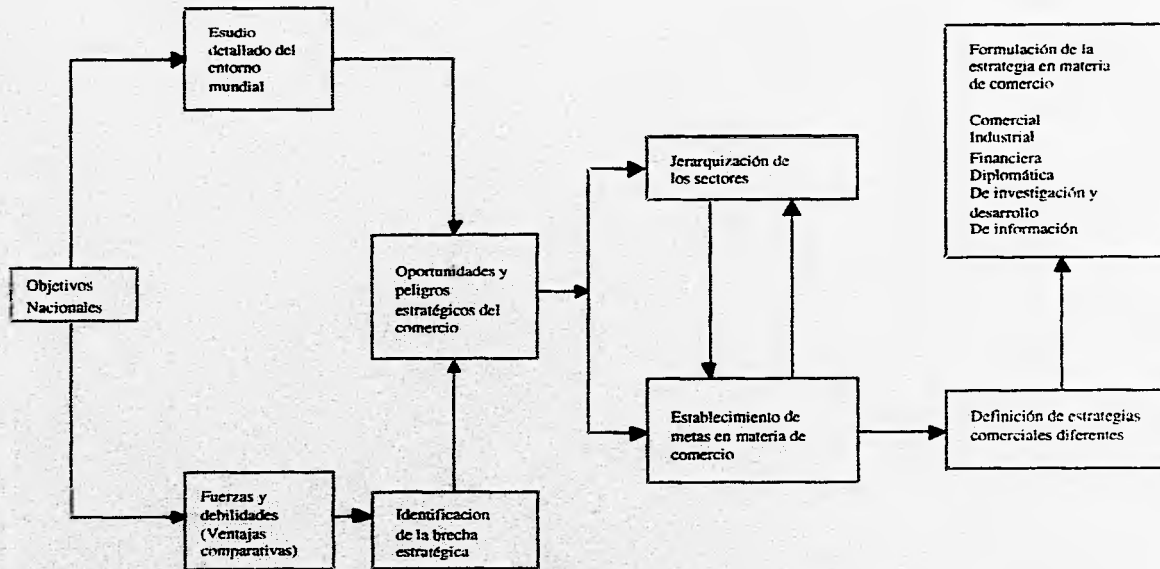 Esudio
detallado del
entorno
mundial
Objetivos
Nacionales
Fuerzas y
debilidades
(Ventajas
comparativas)
Identificacion
de la brecha
estratégica
Oportunidades y
peligros
estratégicos del
comercio
Jerarquización de
los sectores
Establecimiento de
metas en materia de
comercio
Definición de estrategias
comerciales diferentes
Formulación de la
estrategia en materia
de comercio
Comercial
Industrial
Financiera
Diplomática
De investigación y
desarrollo
De información